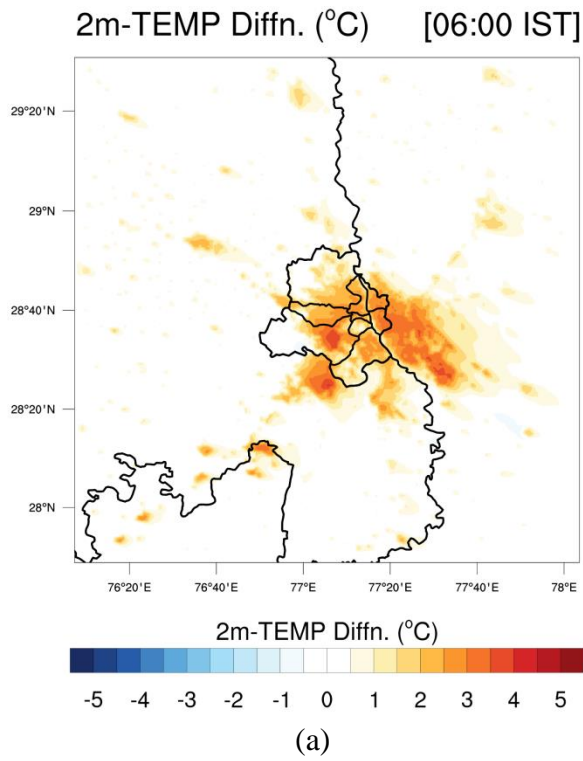 2m-TEMP Diffn. (°C) [06:00 IST]
29°20'N
29°N
28°40'N
28°20'N
28°N
76°20'E 76°40'E 77°E 77°20'E 77°40'E 78°E
2m-TEMP Diffn. (°C)
-5 -4 -3 -2 -1 0 1 2 3 4 5
(a)